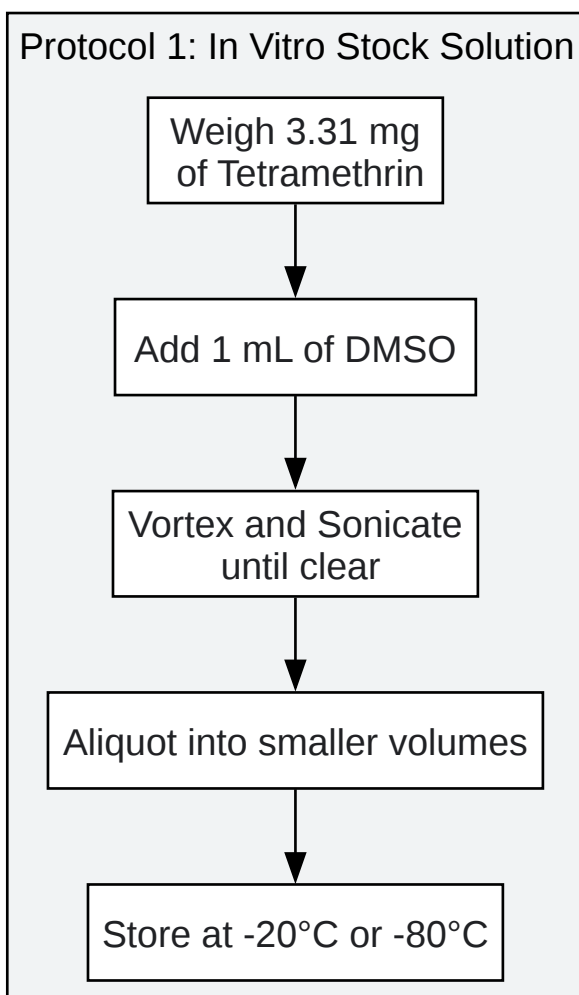 Protocol 1: In Vitro Stock Solution
Weigh 3.31 mg
of Tetramethrin
Add 1 mL of DMSO
Vortex and Sonicate
until clear
Aliquot into smaller volumes
Store at -20°C or -80°C